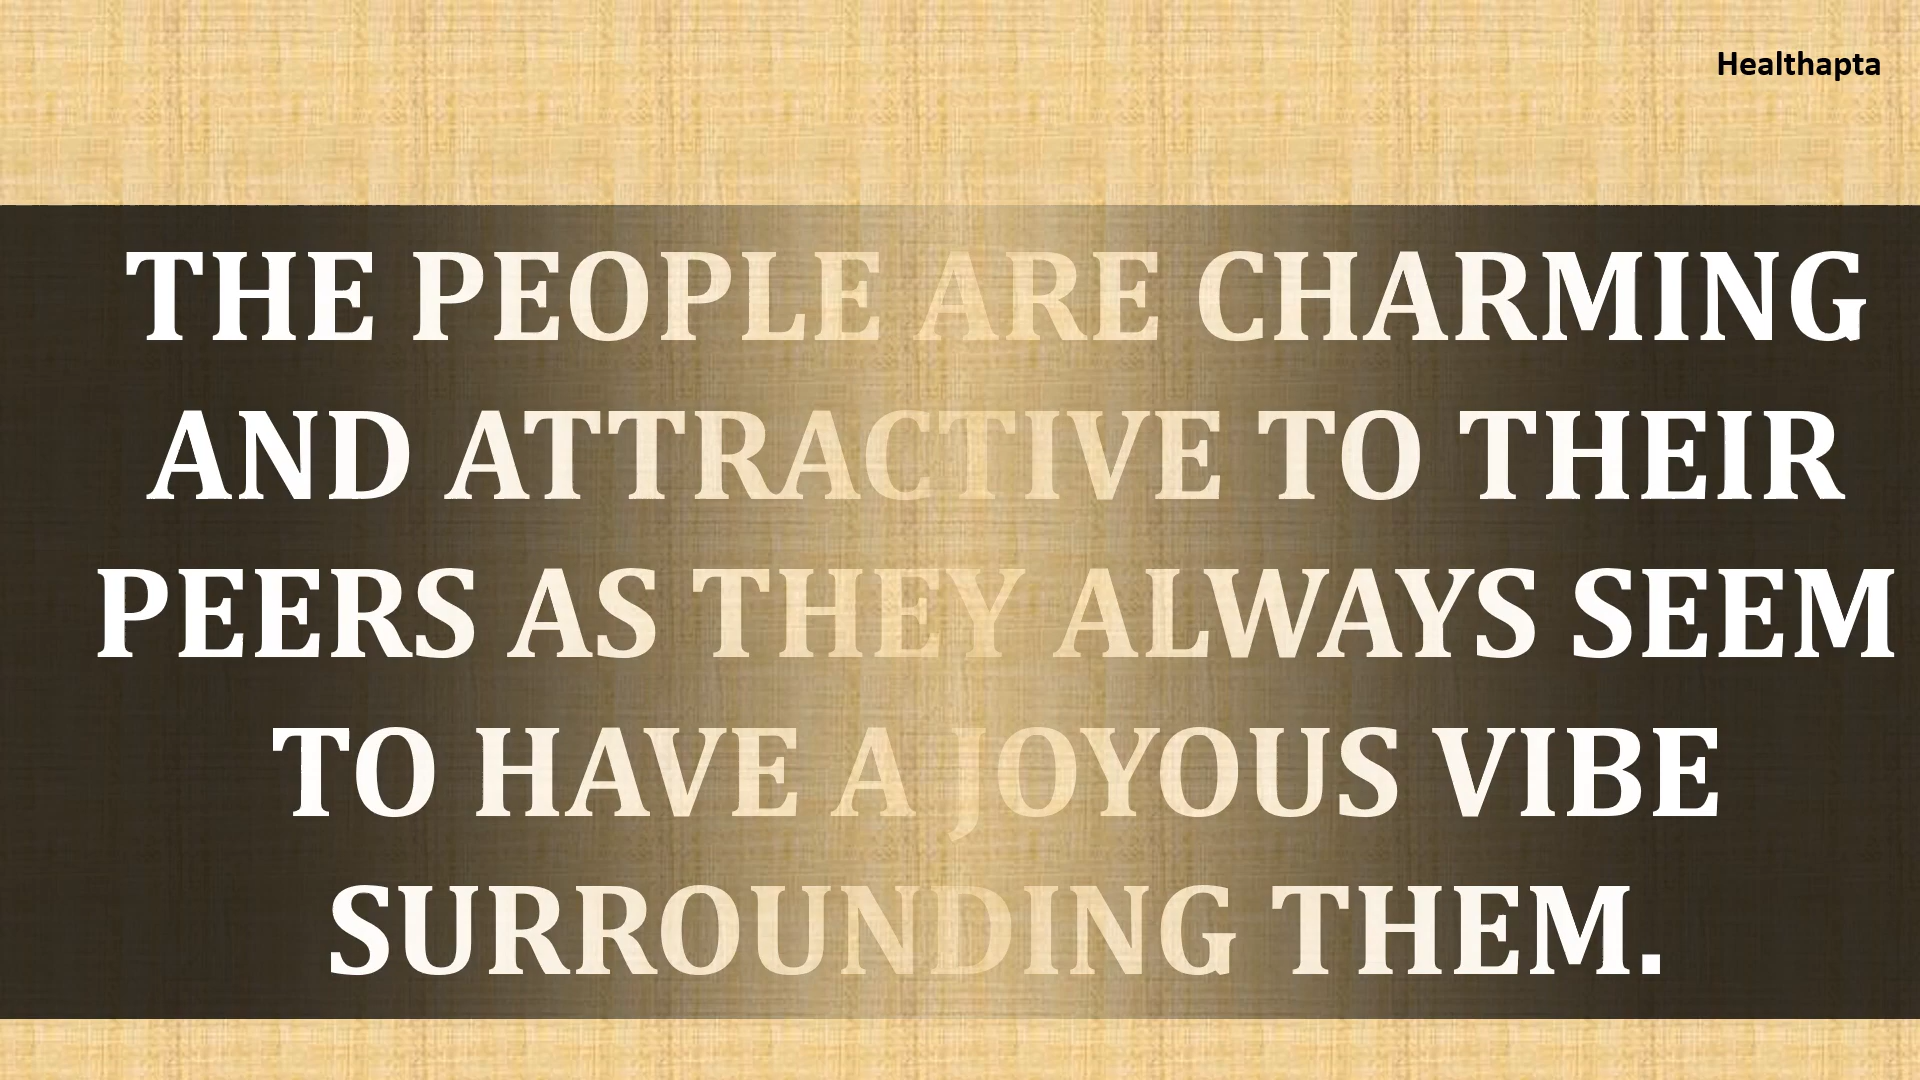 Healthapta
THE PEOPLE ARE CHARMING
AND ATTRACTIVE TO THEIR
PEERS AS THEY ALWAYS SEEM
TO HAVE A JOYOUS VIBE
SURROUNDING THEM.